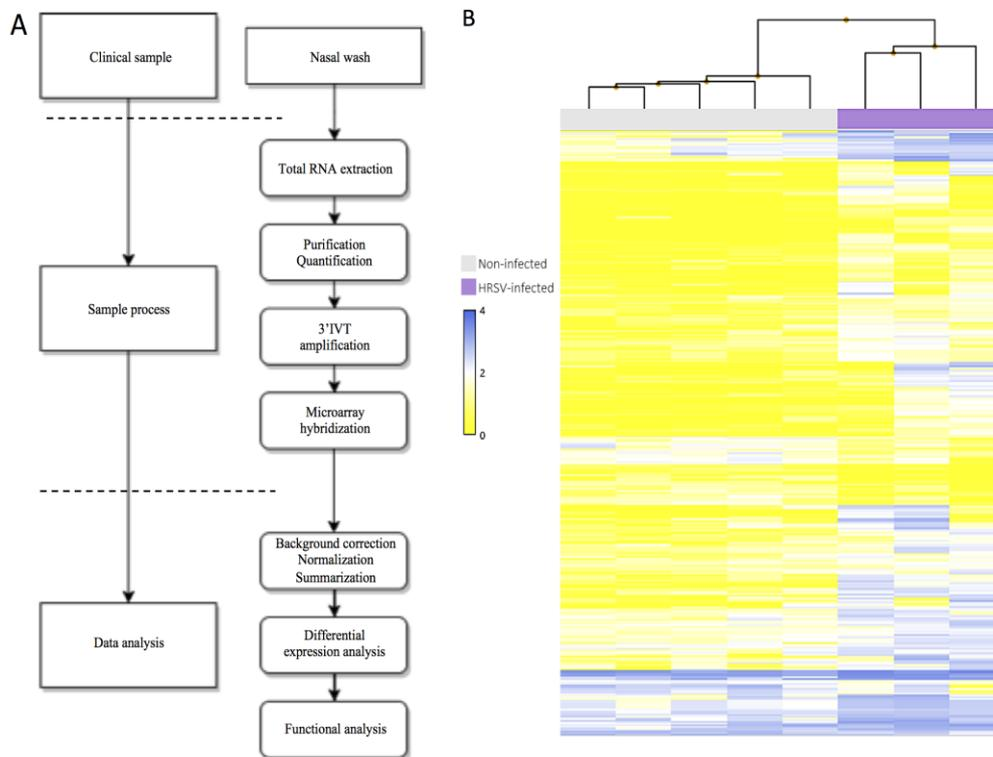 A
Clinical sample
Nasal wash
Total RNA extraction
Purification
Quantification
Sample process
3'IVT
amplification
Microarray
hybridization
Background correction
Normalization
Summarization
Data analysis
Differential
expression analysis
Functional analysis
B
Non-infected
HRSV-infected
4
2
0